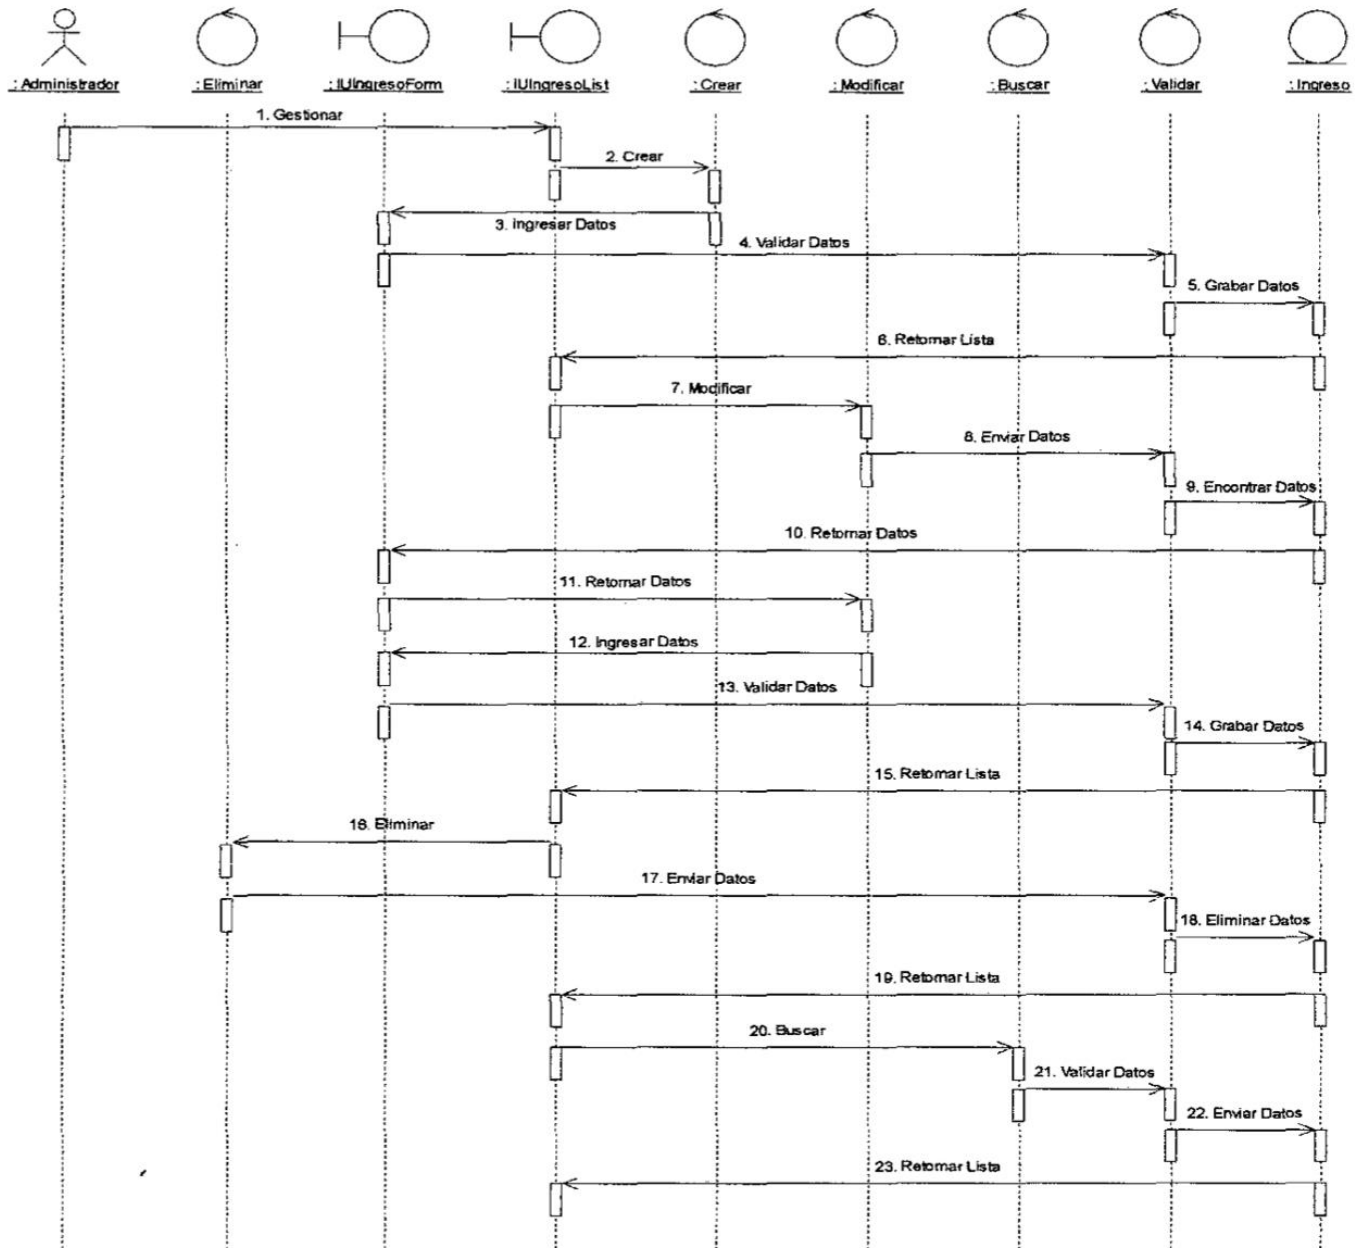 : Administrador
: Eliminar
: IUIngresoForm
: IUIngresoList
: Crear
: Modificar
: Buscar
: Validar
: Ingreso
1. Gestionar
2. Crear
3. Ingresar Datos
4. Validar Datos
5. Grabar Datos
6. Retornar Lista
7. Modificar
8. Enviar Datos
9. Encontrar Datos
10. Retornar Datos
11. Retornar Datos
12. Ingresar Datos
13. Validar Datos
14. Grabar Datos
15. Retornar Lista
16. Eliminar
17. Enviar Datos
18. Eliminar Datos
19. Retornar Lista
20. Buscar
21. Validar Datos
22. Enviar Datos
23. Retornar Lista